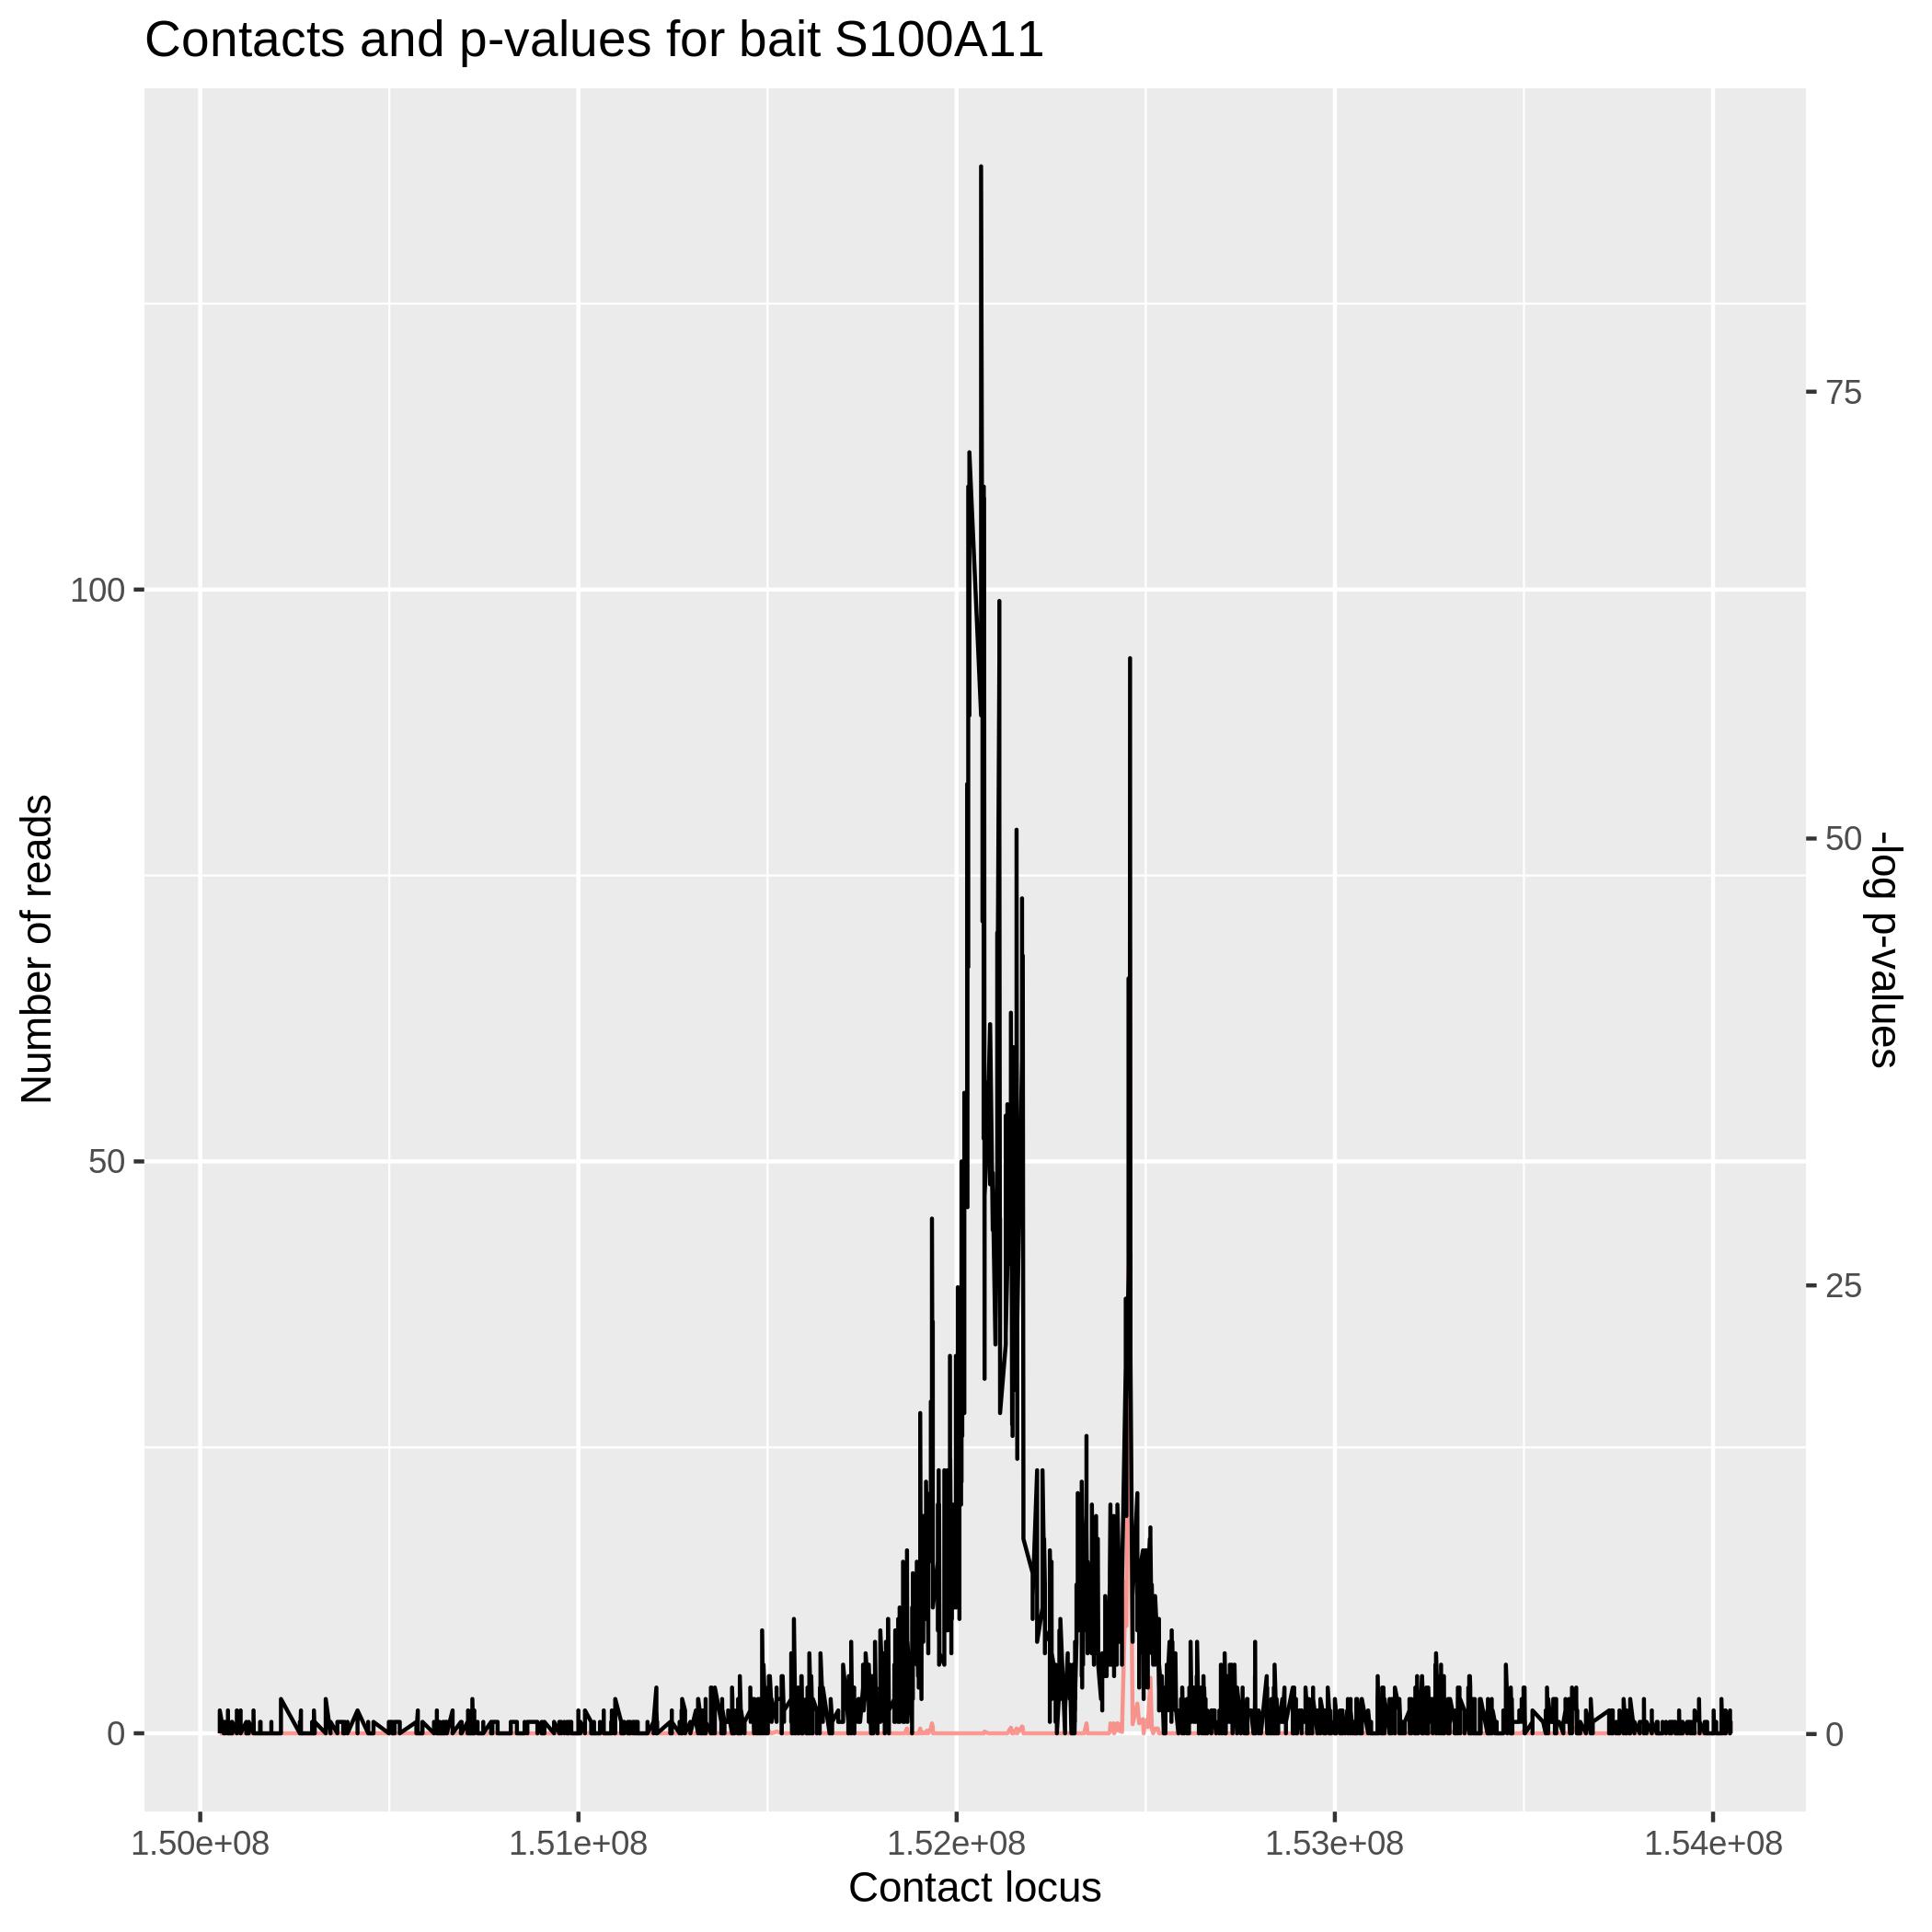 Contacts and p-values for bait S100A11
Number of reads
100
50
0
75
50
25
0
-log p-values
1.50e+08 1.51e+08 1.52e+08 1.53e+08 1.54e+08
Contact locus